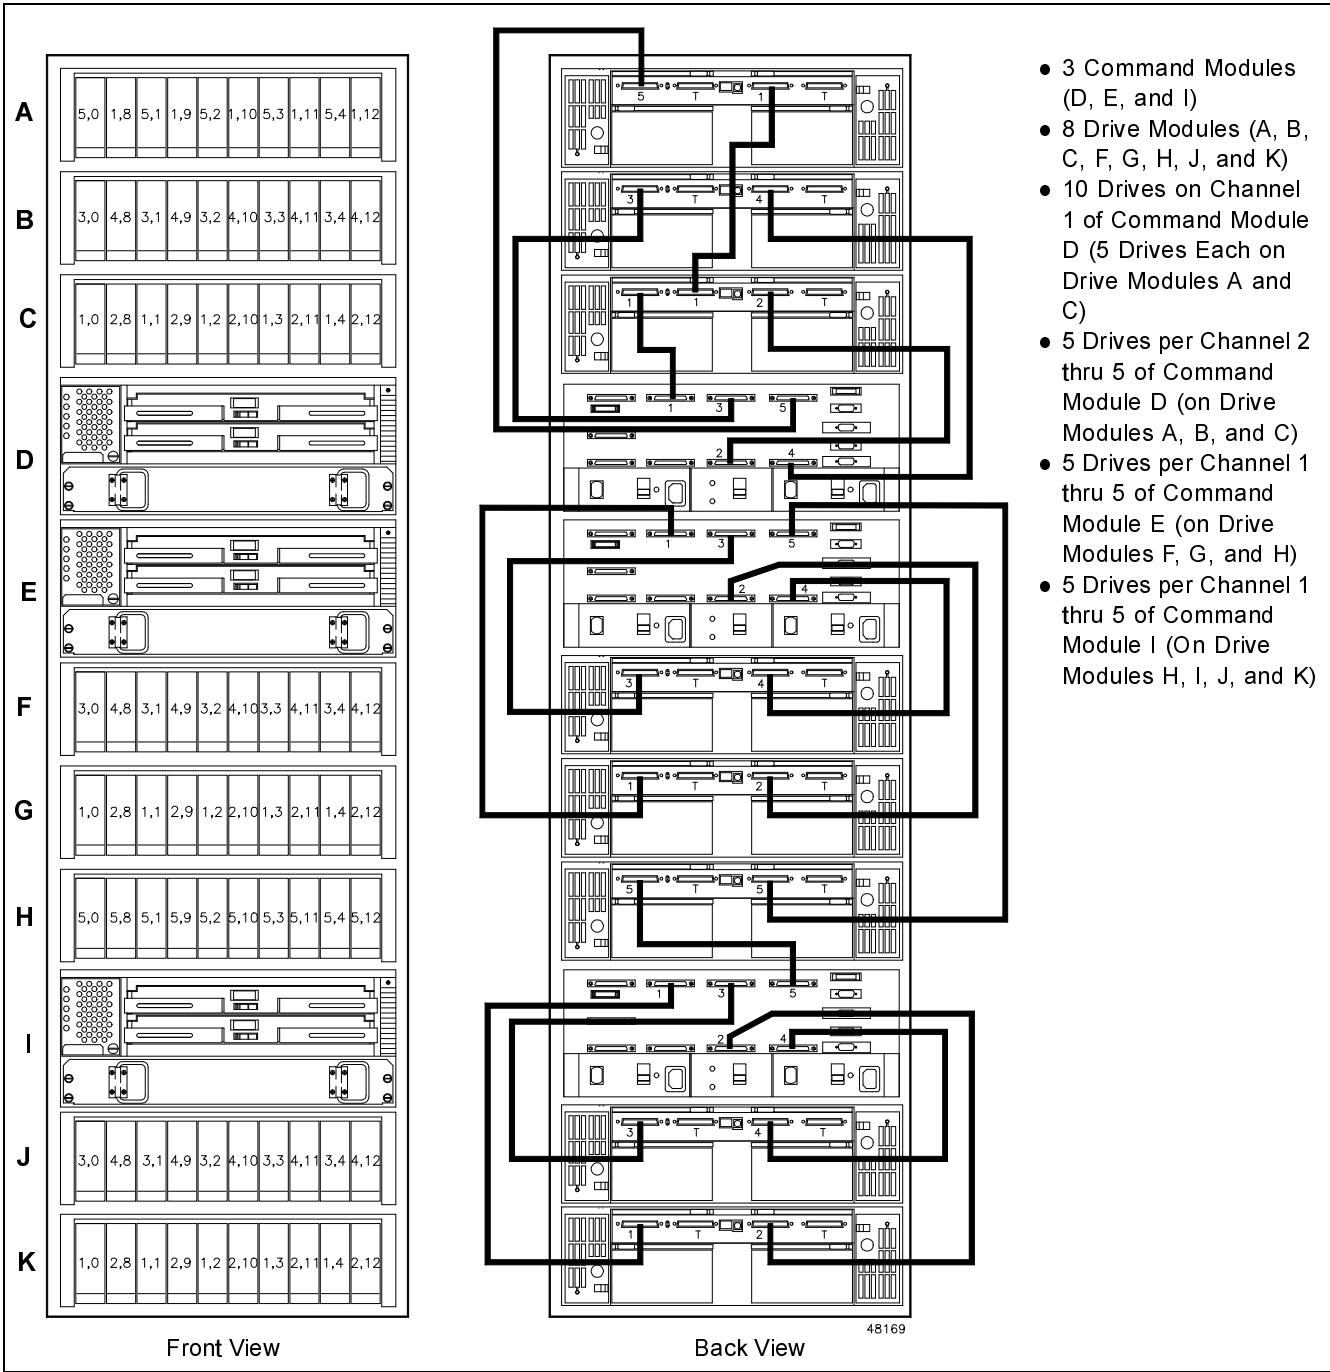 A
5,0 1,8 5,1 1,9 5,2 1,10 5,3 1,11 5,4 1,12
B
3,0 4,8 3,1 4,9 3,2 4,10 3,3 4,11 3,4 4,12
C
1,0 2,8 1,1 2,9 1,2 2,10 1,3 2,11 1,4 2,12
D
E
F
3,0 4,8 3,1 4,9 3,2 4,10 3,3 4,11 3,4 4,12
G
1,0 2,8 1,1 2,9 1,2 2,10 1,3 2,11 1,4 2,12
H
5,0 5,8 5,1 5,9 5,2 5,10 5,3 5,11 5,4 5,12
I
J
3,0 4,8 3,1 4,9 3,2 4,10 3,3 4,11 3,4 4,12
K
1,0 2,8 1,1 2,9 1,2 2,10 1,3 2,11 1,4 2,12
Front View
5 T 1 T
3 T 4 T
1 1 2 T
1 3 5
2 4
1 3 5
2 4
3 T 4 T
1 T 2 T
5 T 5 T
1 3 5
2 4
3 T 4 T
1 T 2 T
48169
Back View
● 3 Command Modules
(D, E, and I)
● 8 Drive Modules (A, B,
C, F, G, H, J, and K)
● 10 Drives on Channel
1 of Command Module
D (5 Drives Each on
Drive Modules A and
C)
● 5 Drives per Channel 2
thru 5 of Command
Module D (on Drive
Modules A, B, and C)
● 5 Drives per Channel 1
thru 5 of Command
Module E (on Drive
Modules F, G, and H)
● 5 Drives per Channel 1
thru 5 of Command
Module I (On Drive
Modules H, I, J, and K)